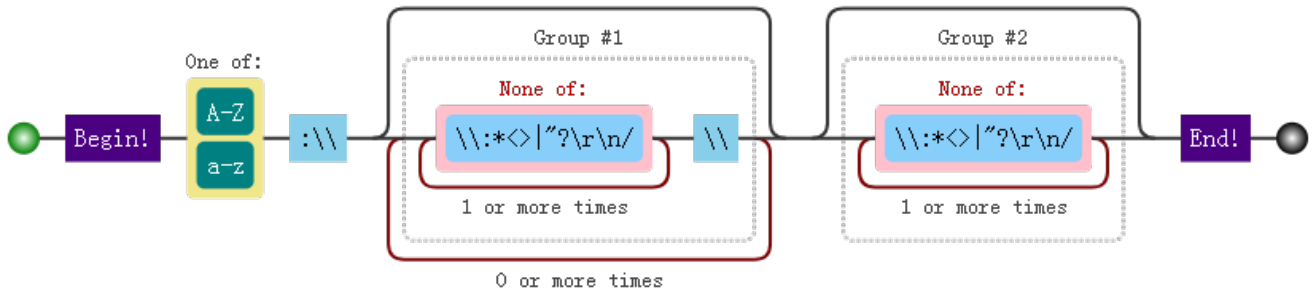 Group #1
Group #2
One of:
None of:
None of:
A-Z
Begin!
:\\
\\:*<>|"?\r\n/
\\
\\:*<>|"?\r\n/
End!
a-z
1 or more times
1 or more times
0 or more times